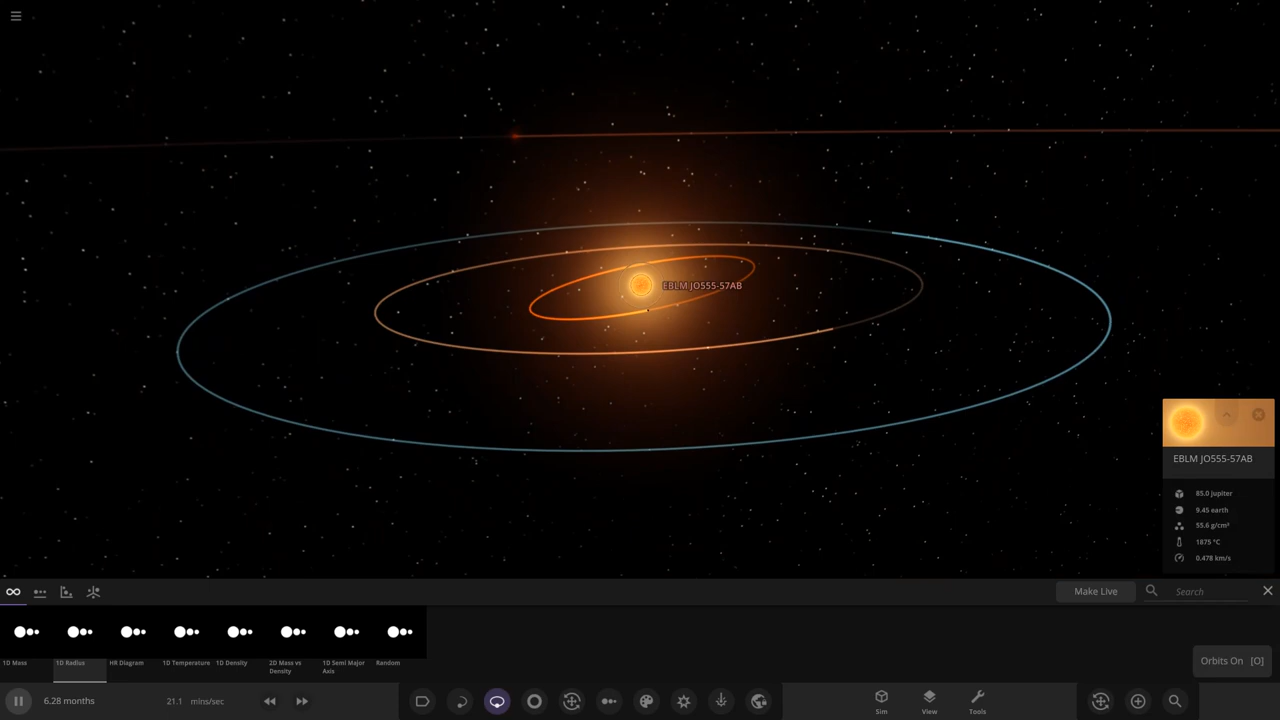 EBLM JO555-57AB
EBLM JO555-57AB
85.0 jupiter
9.45 earth
55.6 g/cm³
1875 °C
0.478 km/s
Make Live
Search
1D Mass
1D Radius
HR Diagram
1D Temperature
1D Density
2D Mass vs
Density
1D Semi Major
Axis
Random
Orbits On [O]
6.28 months
21.1 mins/sec
Sim
View
Tools